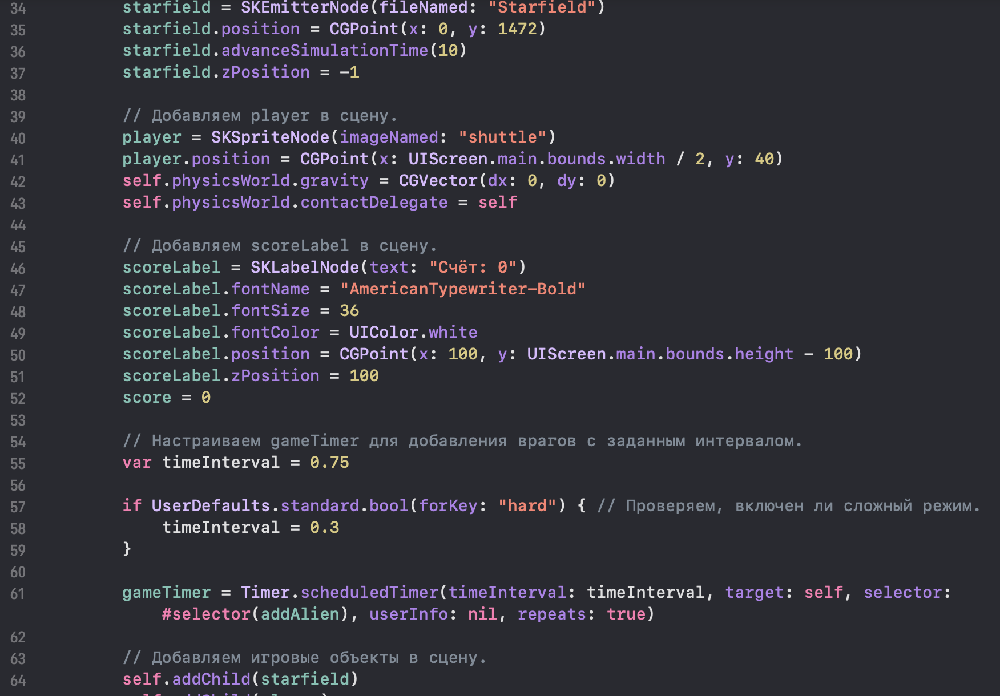 34 starfield = SKEmitterNode(fileNamed: "Starfield")
35 starfield.position = CGPoint(x: 0, y: 1472)
36 starfield.advanceSimulationTime(10)
37 starfield.zPosition = -1
38
39 // Добавляем player в сцену.
40 player = SKSpriteNode(imageNamed: "shuttle")
41 player.position = CGPoint(x: UIScreen.main.bounds.width / 2, y: 40)
42 self.physicsWorld.gravity = CGVector(dx: 0, dy: 0)
43 self.physicsWorld.contactDelegate = self
44
45 // Добавляем scoreLabel в сцену.
46 scoreLabel = SKLabelNode(text: "Счёт: 0")
47 scoreLabel.fontName = "AmericanTypewriter-Bold"
48 scoreLabel.fontSize = 36
49 scoreLabel.fontColor = UIColor.white
50 scoreLabel.position = CGPoint(x: 100, y: UIScreen.main.bounds.height - 100)
51 scoreLabel.zPosition = 100
52 score = 0
53
54 // Настраиваем gameTimer для добавления врагов с заданным интервалом.
55 var timeInterval = 0.75
56
57 if UserDefaults.standard.bool(forKey: "hard") { // Проверяем, включен ли сложный режим.
58 timeInterval = 0.3
59 }
60
61 gameTimer = Timer.scheduledTimer(timeInterval: timeInterval, target: self, selector:
#selector(addAlien), userInfo: nil, repeats: true)
62
63 // Добавляем игровые объекты в сцену.
64 self.addChild(starfield)